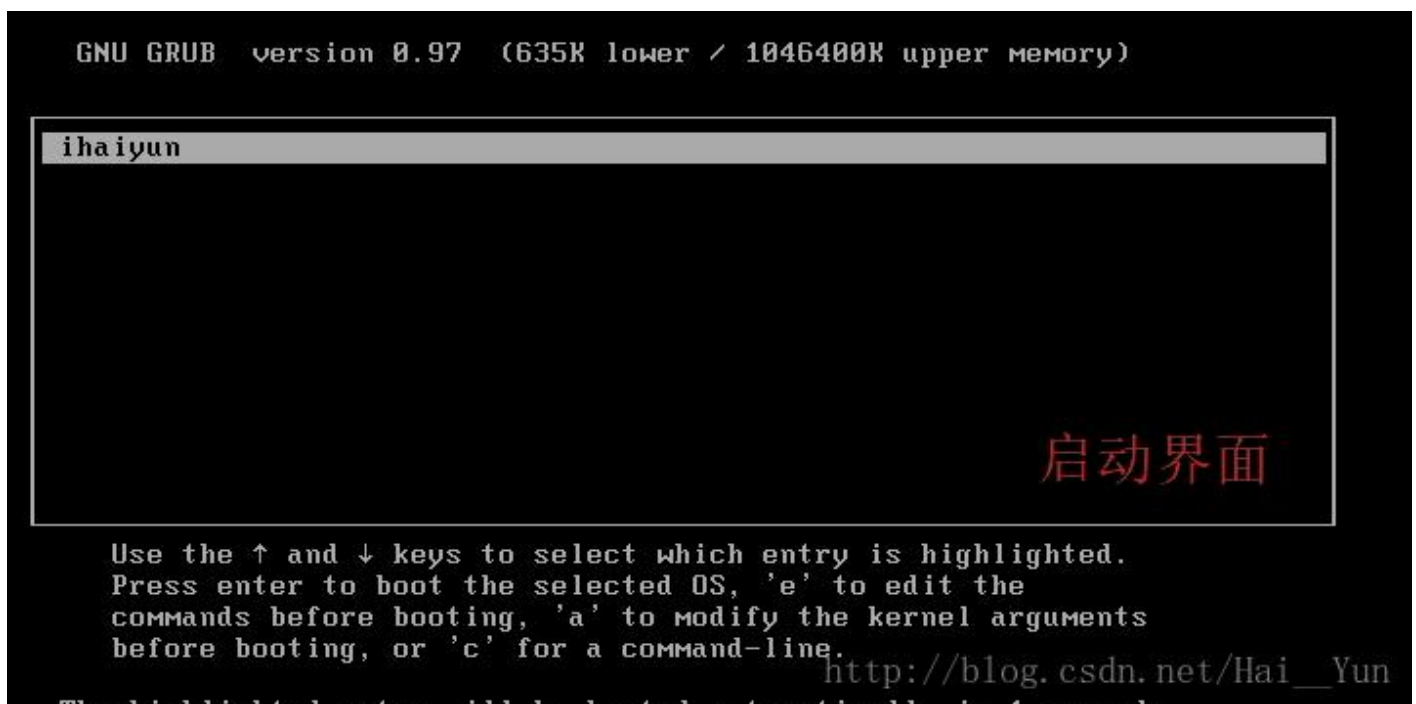 GNU GRUB version 0.97 (635K lower / 1046400K upper memory)
ihaiyun
启动界面
Use the ↑ and ↓ keys to select which entry is highlighted.
Press enter to boot the selected OS, 'e' to edit the
commands before booting, 'a' to modify the kernel arguments
before booting, or 'c' for a command-line.
http://blog.csdn.net/Hai__Yun